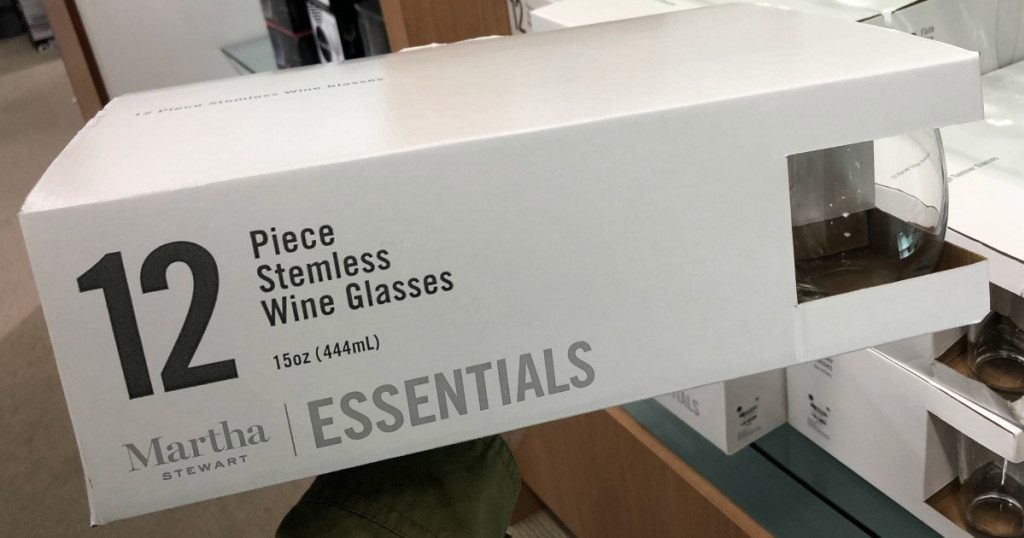 12 Piece Stemless Wine Glasses
12
Piece
Stemless
Wine Glasses
15oz (444mL)
Martha
STEWART
ESSENTIALS